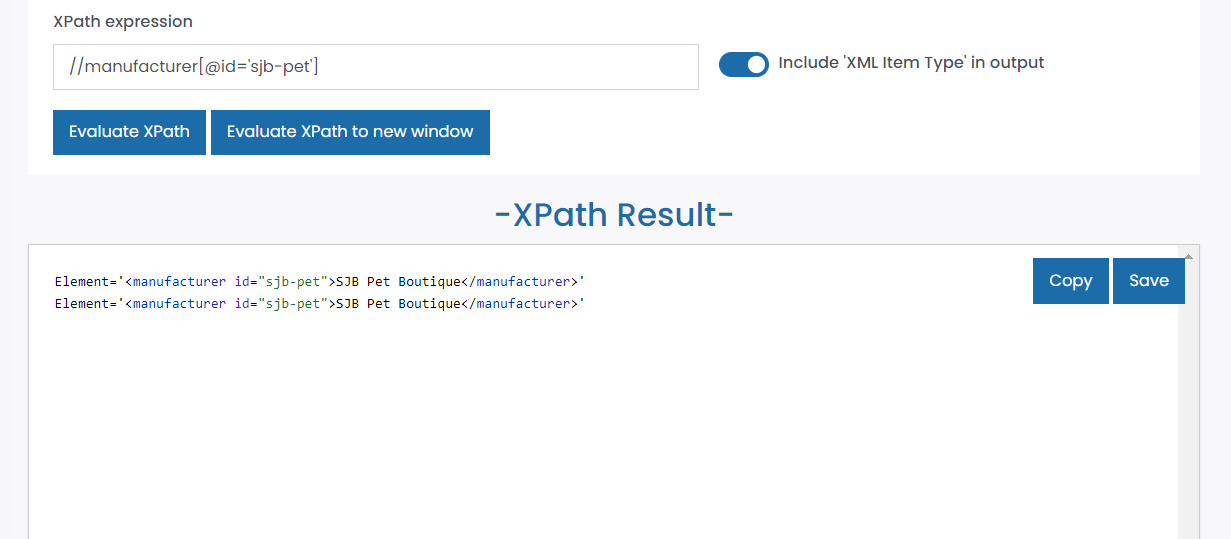 XPath expression
//manufacturer[@id='sjb-pet']
Include 'XML Item Type' in output
Evaluate XPath
Evaluate XPath to new window
-XPath Result-
Element='<manufacturer id="sjb-pet">SJB Pet Boutique</manufacturer>'
Element='<manufacturer id="sjb-pet">SJB Pet Boutique</manufacturer>'
Copy
Save